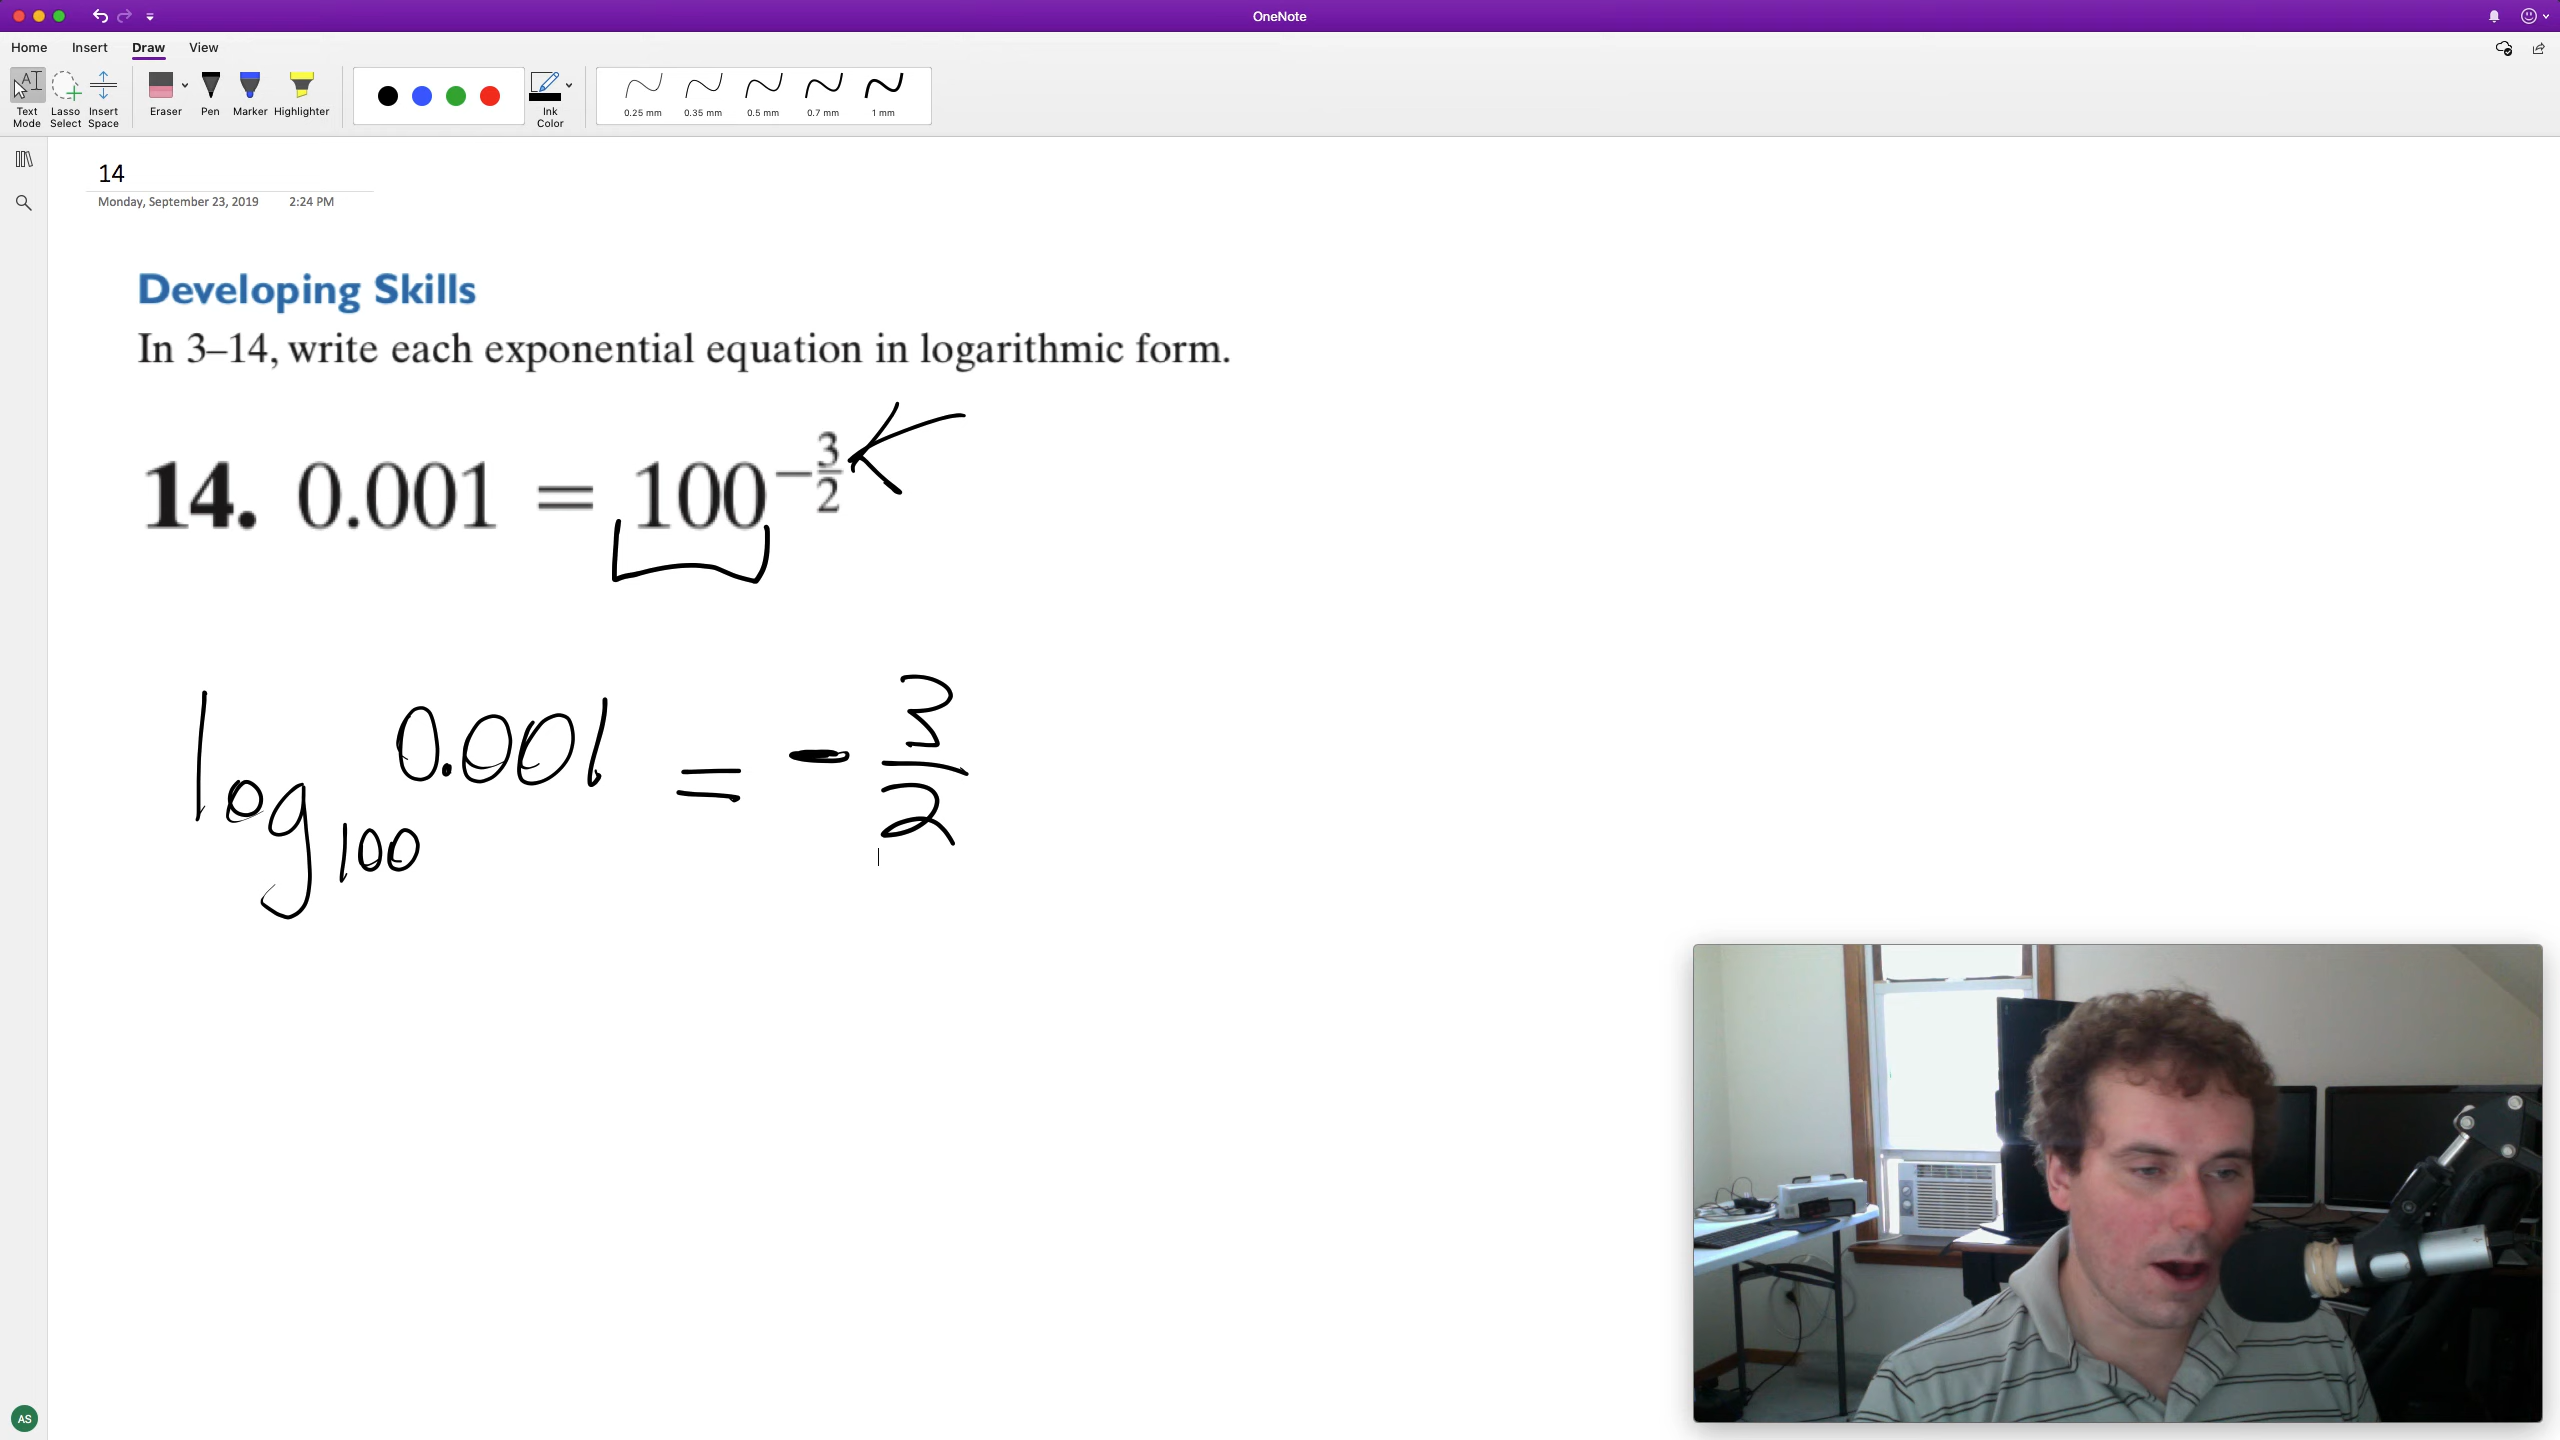 OneNote
Home Insert Draw View
Text Mode Lasso Select Insert Space Eraser Pen Marker Highlighter Ink Color 0.25 mm 0.35 mm 0.5 mm 0.7 mm 1 mm
14
Monday, September 23, 2019 2:24 PM
Developing Skills
In 3–14, write each exponential equation in logarithmic form.
14. 0.001 = 100^(-3/2)
log_100 0.001 = - 3/2
AS